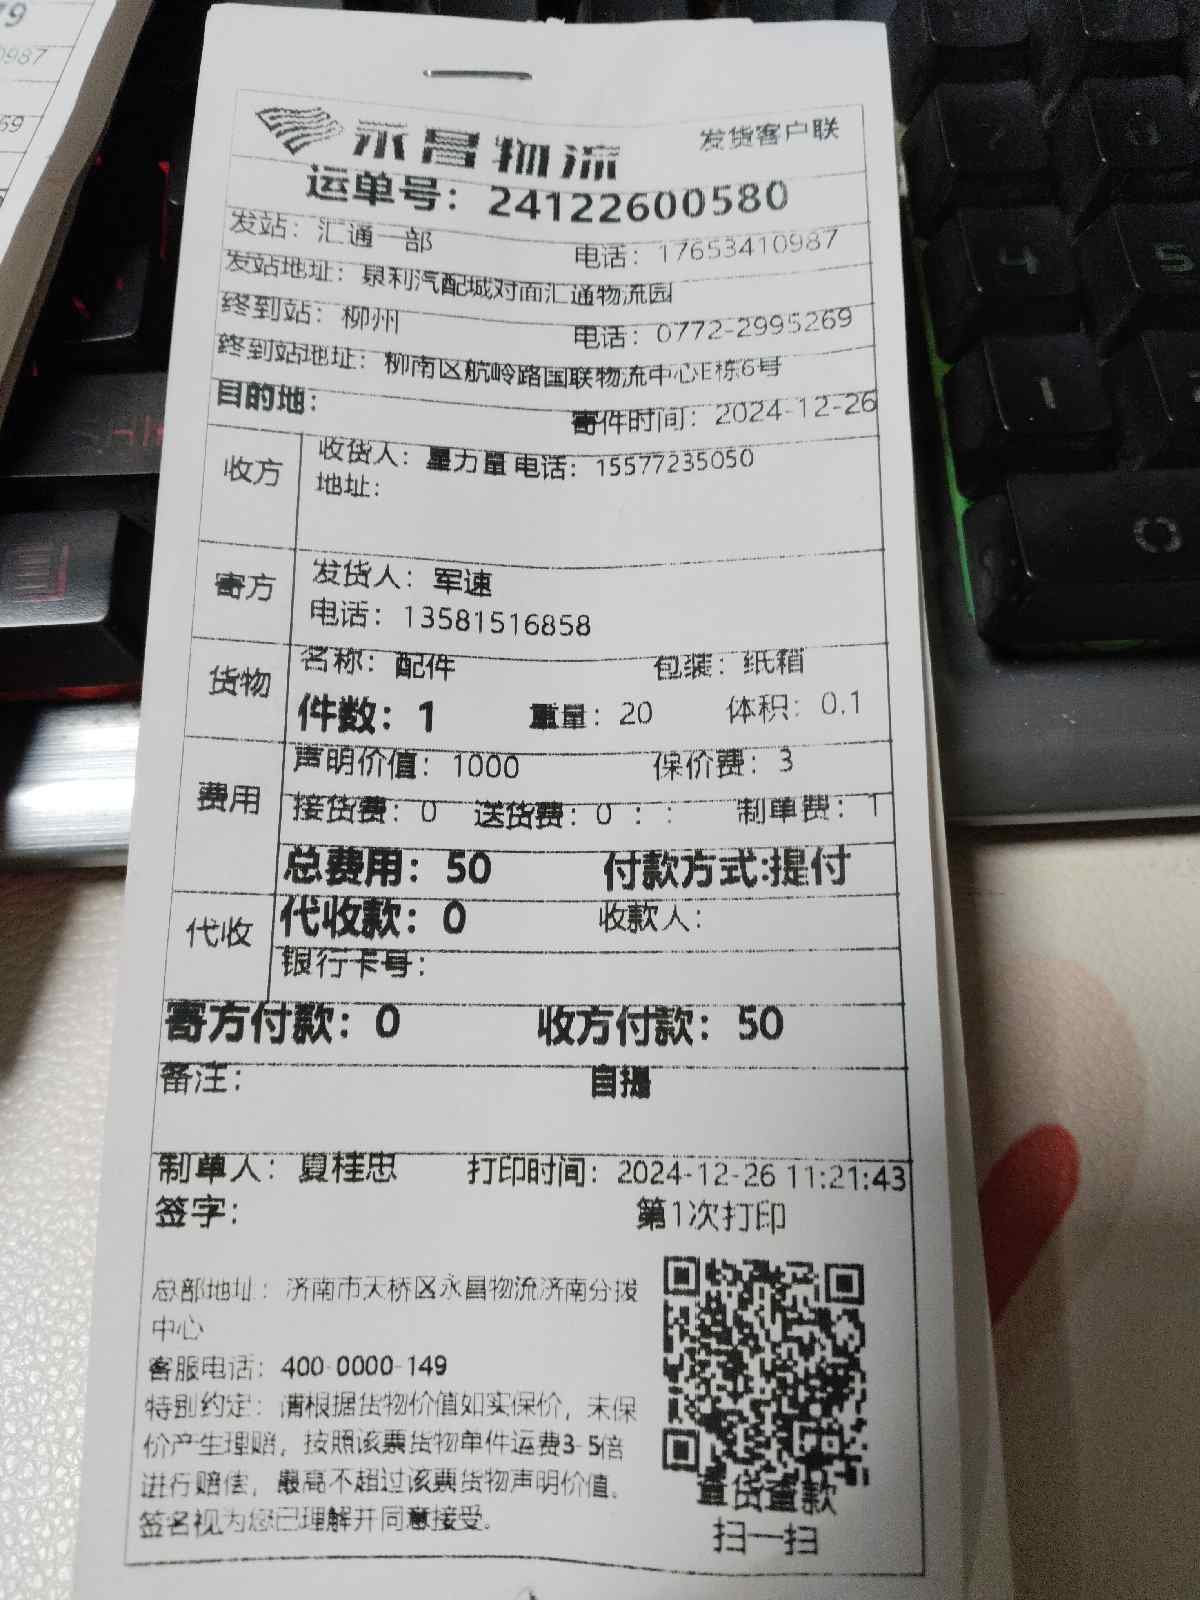 永昌物流
发货客户联
运单号：24122600580
发站：汇通一部 电话：17653410987
发站地址：泉利汽配城对面汇通物流园
终到站：柳州 电话：0772-2995269
终到站地址：柳南区航岭路国联物流中心E栋6号
目的地： 寄件时间：2024-12-26
收方
收货人：量力量 电话：15577235050
地址：
寄方
发货人：军速
电话：13581516858
货物
名称：配件 包装：纸箱
件数：1 重量：20 体积：0.1
费用
声明价值：1000 保价费：3
接货费：0 送货费：0 ：： 制单费：1
总费用：50 付款方式:提付
代收
代收款：0 收款人：
银行卡号：
寄方付款：0 收方付款：50
备注： 自提
制单人：夏桂忠 打印时间：2024-12-26 11:21:43
签字： 第1次打印
总部地址：济南市天桥区永昌物流济南分拨
中心
客服电话：400-0000-149
特别约定：请根据货物价值如实保价，未保
价产生理赔，按照该票货物单件运费3-5倍
进行赔偿，最高不超过该票货物声明价值。
签名视为您已理解并同意接受。
查货查款
扫一扫
79
0987
69
4
5
1
0